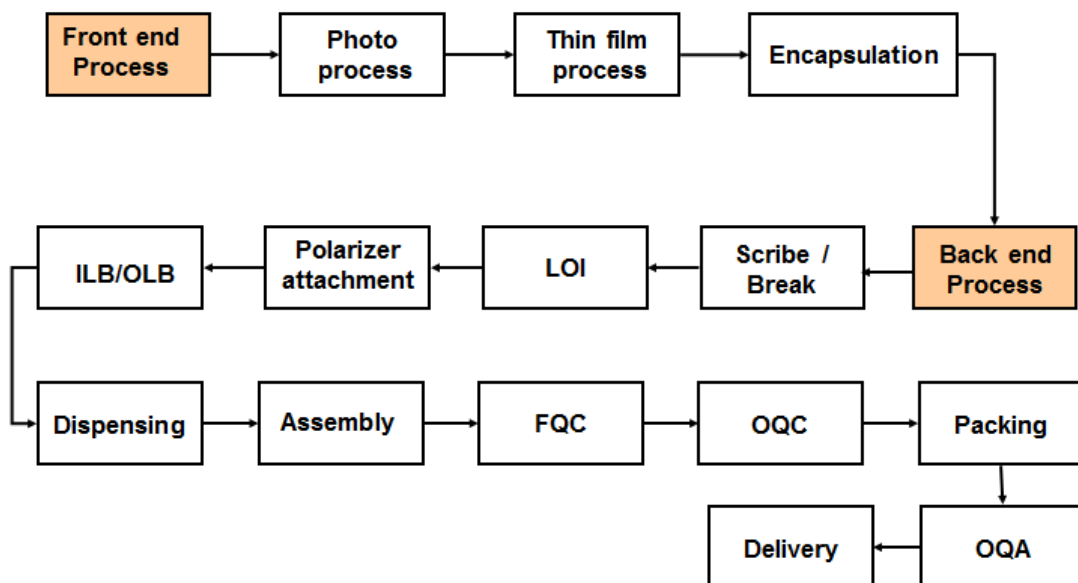 Front end
Process
Photo
process
Thin film
process
Encapsulation
Back end
Process
Scribe /
Break
LOI
Polarizer
attachment
ILB/OLB
Dispensing
Assembly
FQC
OQC
Packing
OQA
Delivery